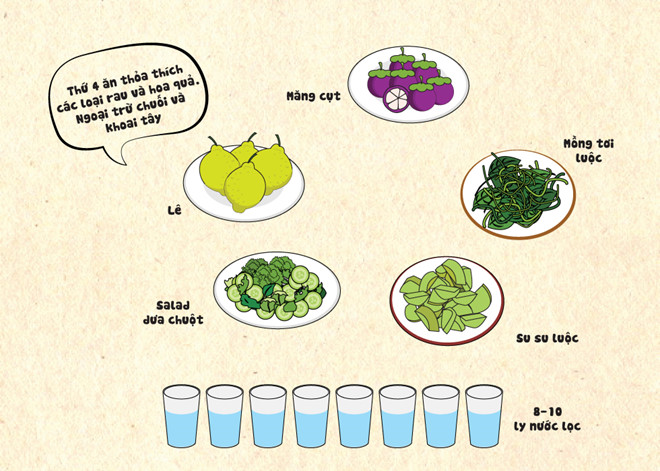 Thứ 4 ăn thỏa thích
các loại rau và hoa quả.
Ngoại trừ chuối và
khoai tây
Măng cụt
Mồng tơi
luộc
Lê
Salad
dưa chuột
Su su luộc
8-10
ly nước lọc